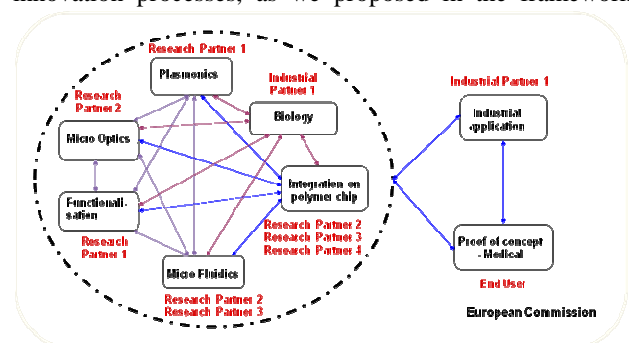 innovation processes, as we proposed in the framework
Research Partner 1
Plasmonics
Industrial
Partner 1
Biology
Research
Partner 2
Micro Optics
Functionali-
sation
Research
Partner 1
Integration on
polymer chip
Research Partner 2
Research Partner 3
Research Partner 4
Micro Fluidics
Research Partner 2
Research Partner 3
Industrial Partner 1
Industrial
application
Proof of concept
- Medical
End User
European Commission